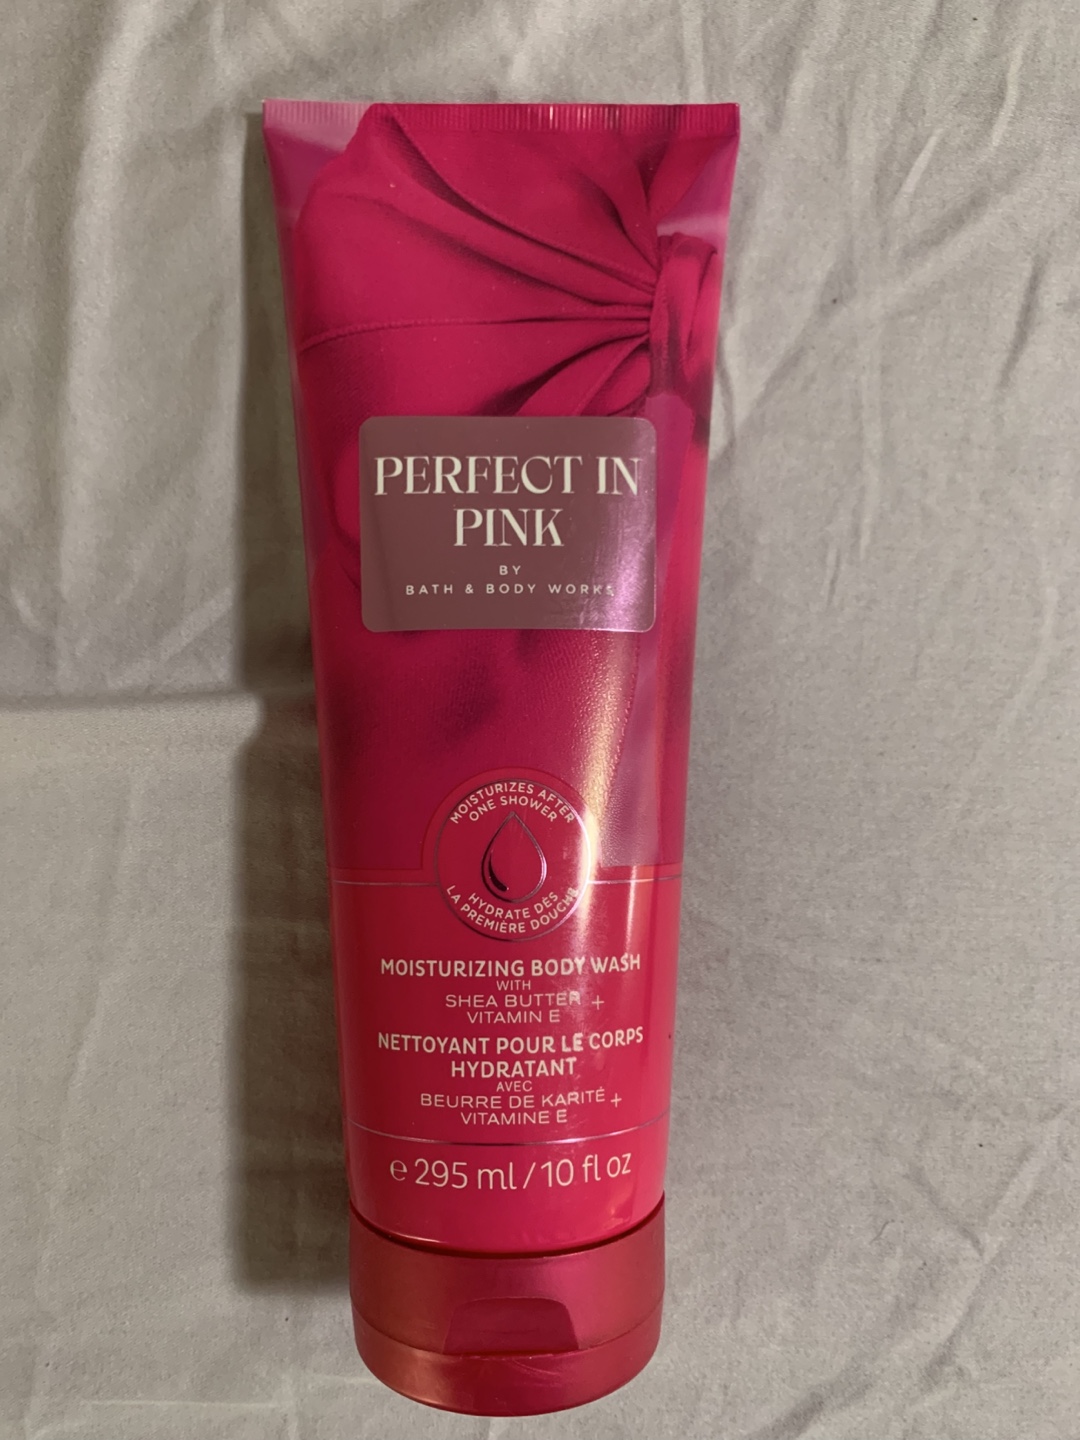 PERFECT IN
PINK
BY
BATH & BODY WORKS
MOISTURIZES AFTER
ONE SHOWER
HYDRATE DÈS
LA PREMIÈRE DOUCHE
MOISTURIZING BODY WASH
WITH
SHEA BUTTER +
VITAMIN E
NETTOYANT POUR LE CORPS
HYDRATANT
AVEC
BEURRE DE KARITÉ +
VITAMINE E
℮ 295 ml / 10 fl oz